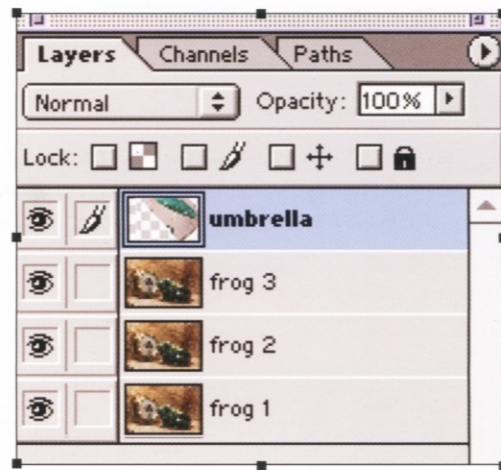 Layers Channels Paths
Normal Opacity: 100%
Lock:
umbrella
frog 3
frog 2
frog 1